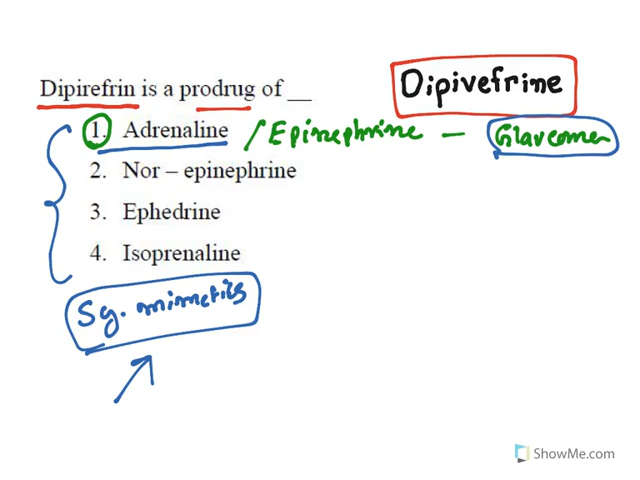 Dipirefrin is a prodrug of __
Dipivefrine
1. Adrenaline / Epinephrine – Glavcoma
2. Nor – epinephrine
3. Ephedrine
4. Isoprenaline
Sy. mimetics
ShowMe.com